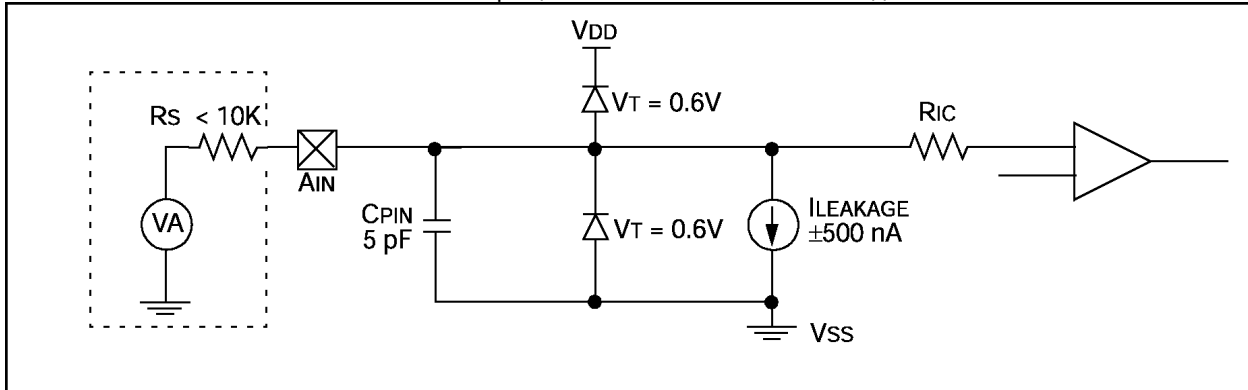 VDD
VT = 0.6V
RS < 10K
RIC
AIN
VA
CPIN
5 pF
VT = 0.6V
ILEAKAGE
±500 nA
VSS